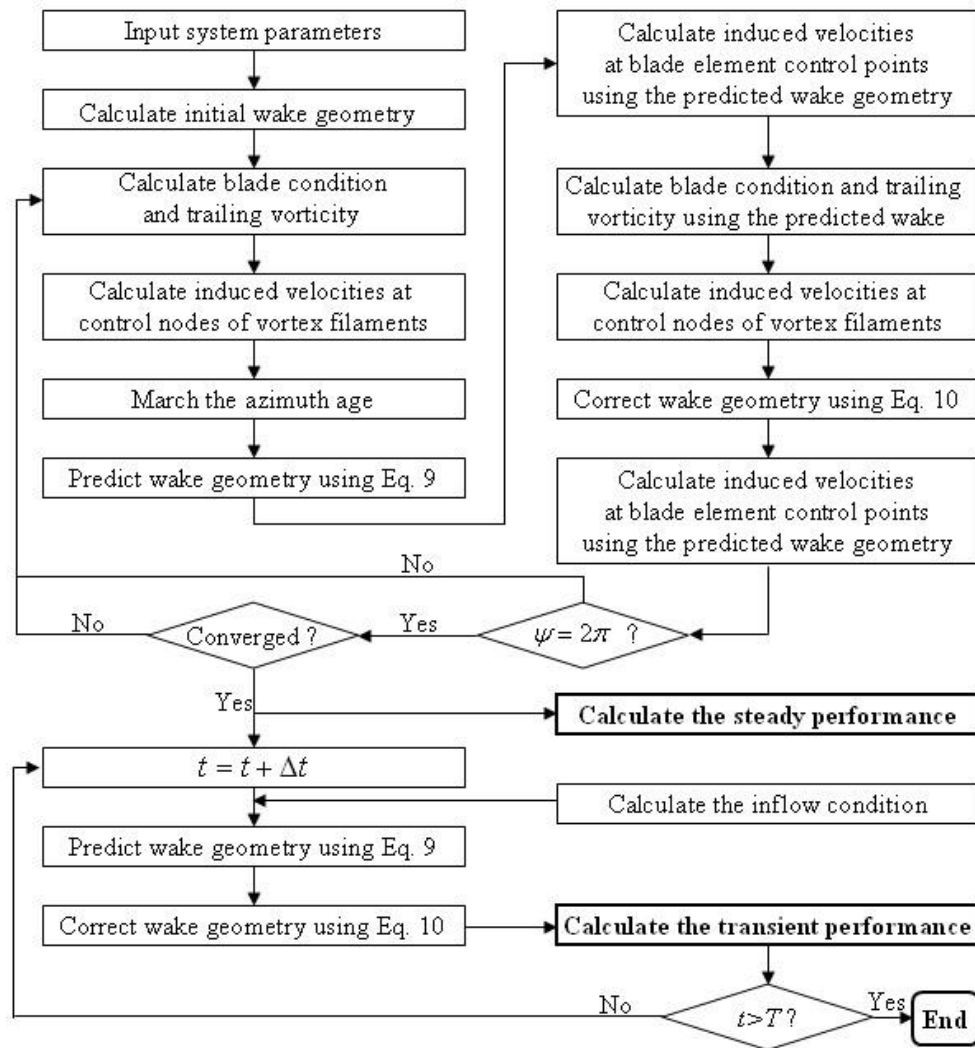 Input system parameters
Calculate initial wake geometry
Calculate blade condition
and trailing vorticity
Calculate induced velocities at
control nodes of vortex filaments
March the azimuth age
Predict wake geometry using Eq. 9
Calculate induced velocities
at blade element control points
using the predicted wake geometry
Calculate blade condition and trailing
vorticity using the predicted wake
Calculate induced velocities at
control nodes of vortex filaments
Correct wake geometry using Eq. 10
Calculate induced velocities
at blade element control points
using the predicted wake geometry
No
ψ = 2π ?
Yes
Converged ?
No
Yes
Calculate the steady performance
t = t + Δt
Calculate the inflow condition
Predict wake geometry using Eq. 9
Correct wake geometry using Eq. 10
Calculate the transient performance
No
t>T ?
Yes
End